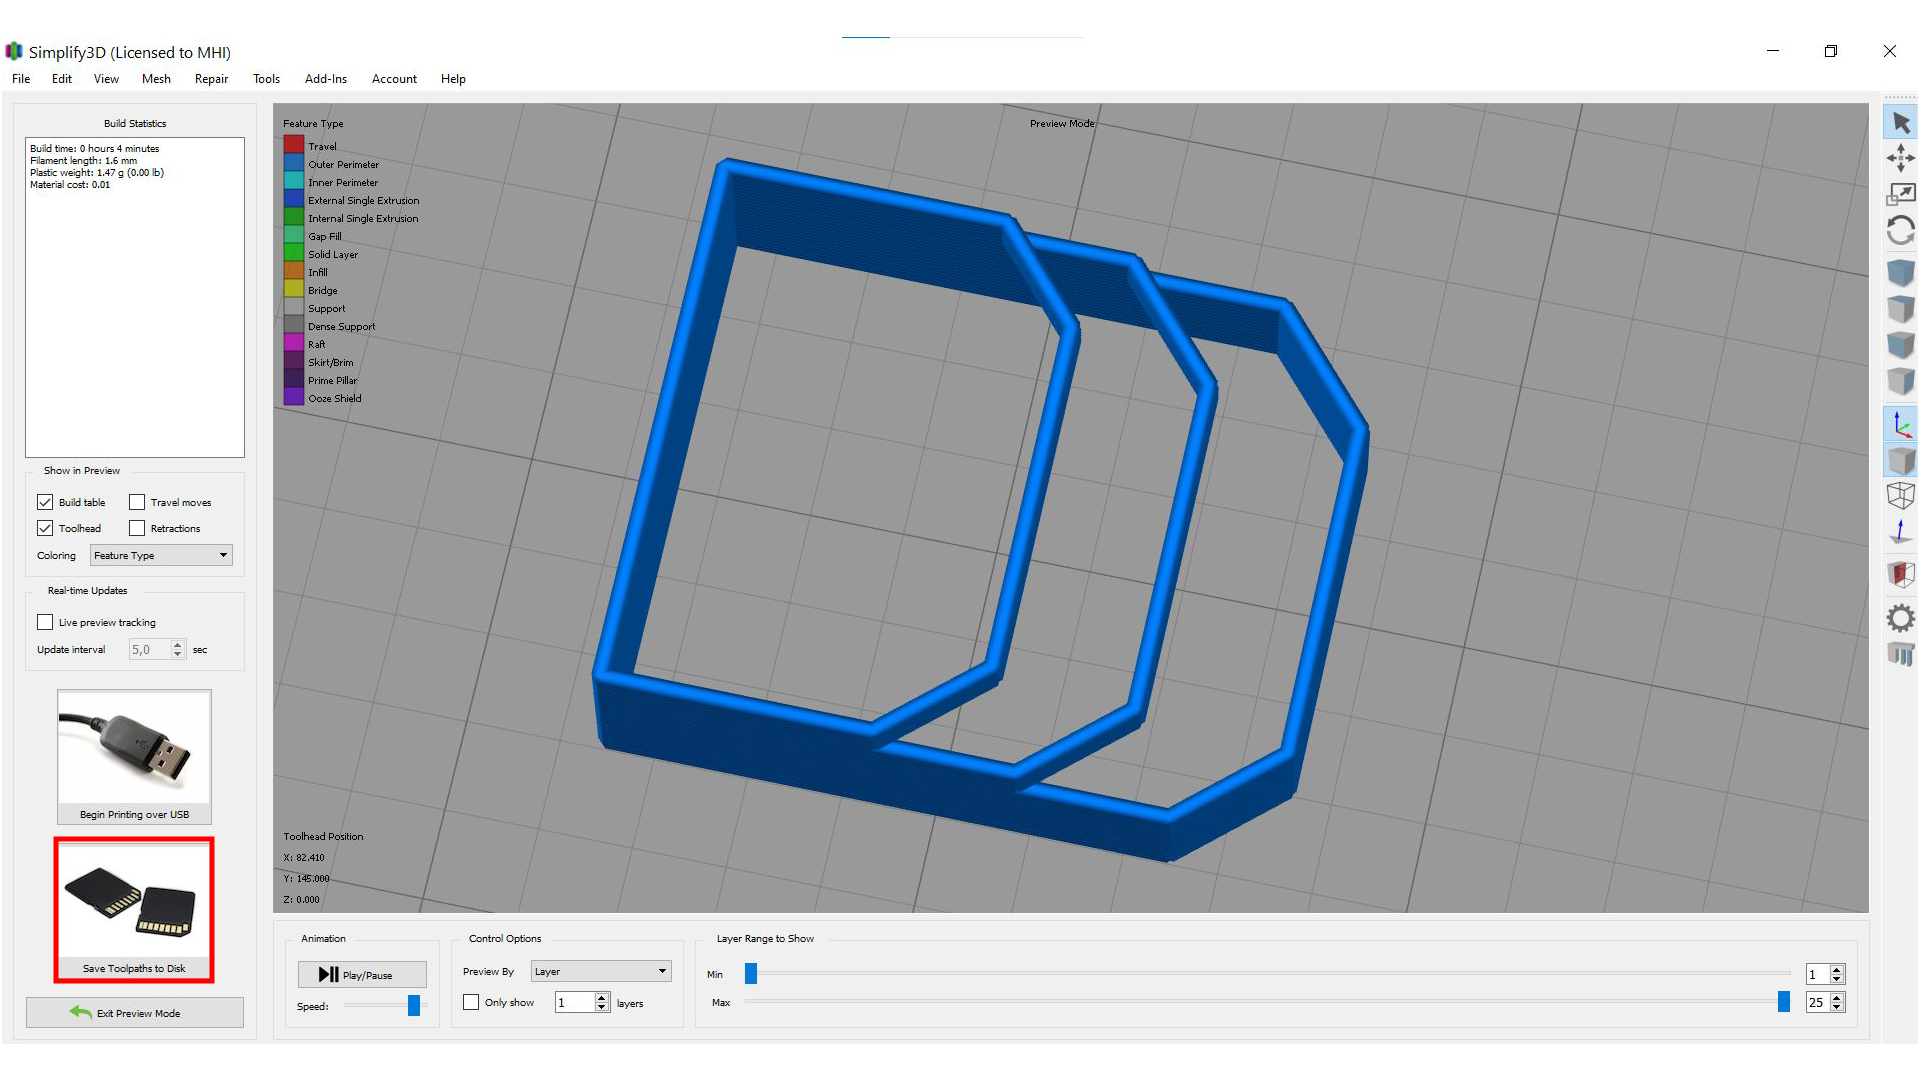 Simplify3D (Licensed to MHI)
File Edit View Mesh Repair Tools Add-Ins Account Help
Build Statistics
Build time: 0 hours 4 minutes
Filament length: 1.6 mm
Plastic weight: 1.47 g (0.00 lb)
Material cost: 0.01
Show in Preview
Build table Travel moves
Toolhead Retractions
Coloring Feature Type
Real-time Updates
Live preview tracking
Update interval 5,0 sec
Begin Printing over USB
Save Toolpaths to Disk
Exit Preview Mode
Feature Type
Travel
Outer Perimeter
Inner Perimeter
External Single Extrusion
Internal Single Extrusion
Gap Fill
Solid Layer
Infill
Bridge
Support
Dense Support
Raft
Skirt/Brim
Prime Pillar
Ooze Shield
Preview Mode
Toolhead Position
X: 82.410
Y: 145.000
Z: 0.000
Animation
Play/Pause
Speed:
Control Options
Preview By Layer
Only show 1 layers
Layer Range to Show
Min 1
Max 25